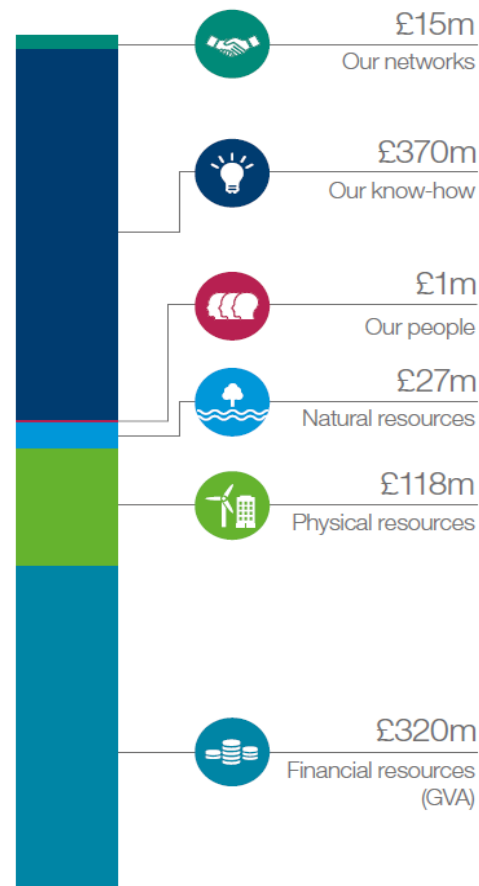 £15m
Our networks
£370m
Our know-how
£1m
Our people
£27m
Natural resources
£118m
Physical resources
£320m
Financial resources
(GVA)